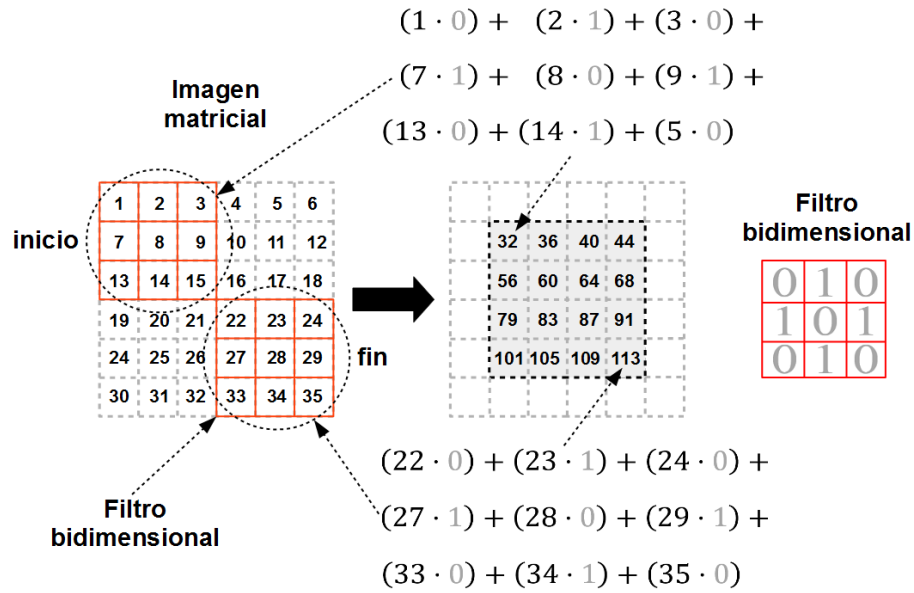 (1 · 0) + (2 · 1) + (3 · 0) +
(7 · 1) + (8 · 0) + (9 · 1) +
(13 · 0) + (14 · 1) + (5 · 0)
Imagen
matricial
inicio
1 2 3 4 5 6
7 8 9 10 11 12
13 14 15 16 17 18
19 20 21 22 23 24
24 25 26 27 28 29
30 31 32 33 34 35
fin
Filtro
bidimensional
32 36 40 44
56 60 64 68
79 83 87 91
101 105 109 113
Filtro
bidimensional
0 1 0
1 0 1
0 1 0
(22 · 0) + (23 · 1) + (24 · 0) +
(27 · 1) + (28 · 0) + (29 · 1) +
(33 · 0) + (34 · 1) + (35 · 0)